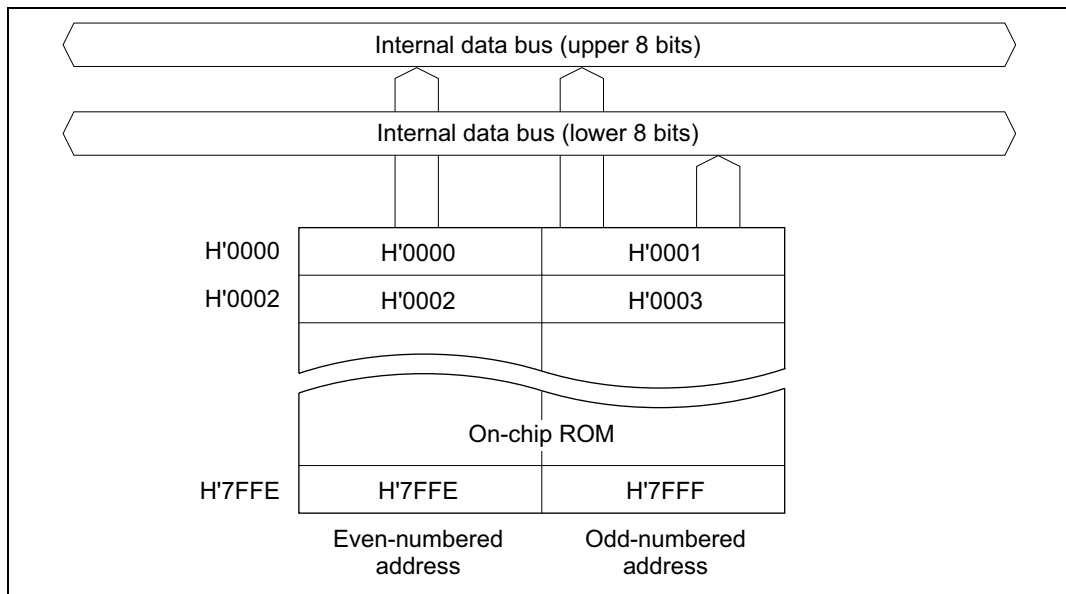 Internal data bus (upper 8 bits)
Internal data bus (lower 8 bits)
H'0000 H'0000 H'0001
H'0002 H'0002 H'0003
On-chip ROM
H'7FFE H'7FFE H'7FFF
Even-numbered address
Odd-numbered address